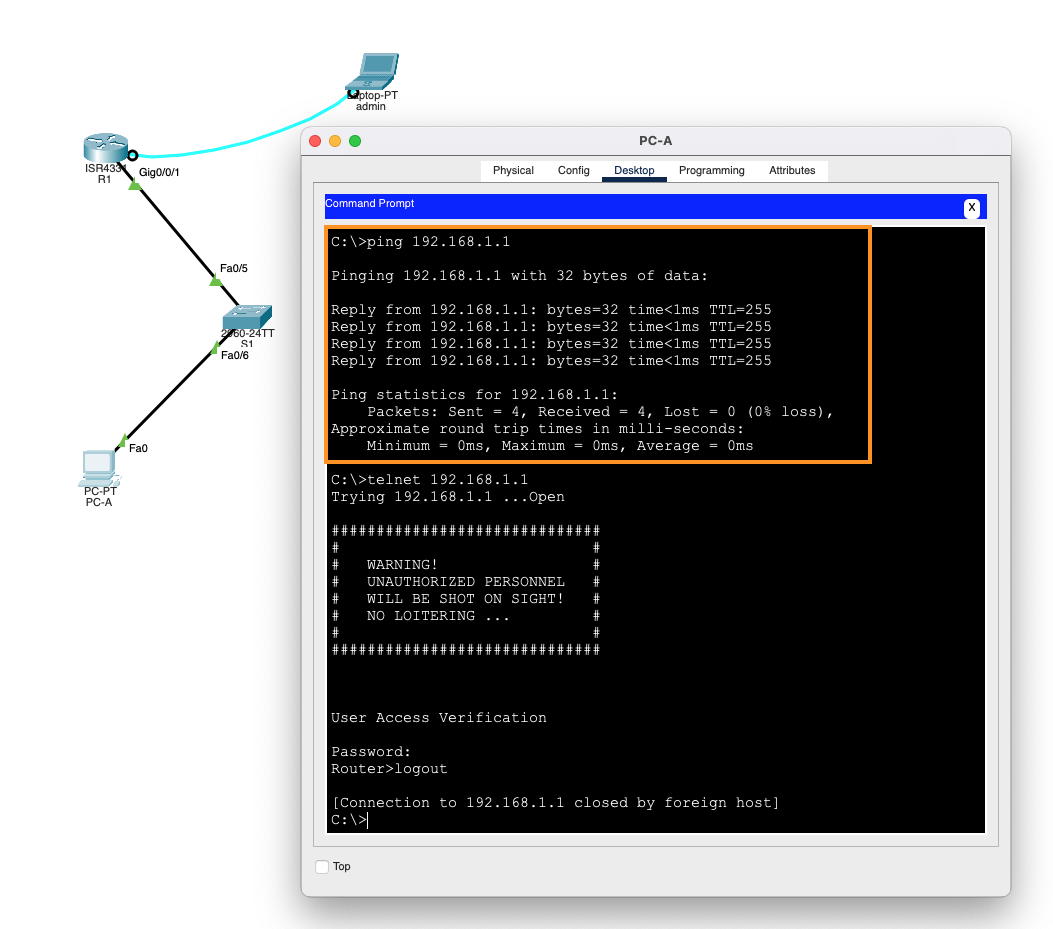 Laptop-PT
admin
ISR4331
R1
Gig0/0/1
Fa0/5
2960-24TT
S1
Fa0/6
Fa0
PC-PT
PC-A
PC-A
Physical Config Desktop Programming Attributes
Command Prompt
X
C:\>ping 192.168.1.1
Pinging 192.168.1.1 with 32 bytes of data:
Reply from 192.168.1.1: bytes=32 time<1ms TTL=255
Reply from 192.168.1.1: bytes=32 time<1ms TTL=255
Reply from 192.168.1.1: bytes=32 time<1ms TTL=255
Reply from 192.168.1.1: bytes=32 time<1ms TTL=255
Ping statistics for 192.168.1.1:
    Packets: Sent = 4, Received = 4, Lost = 0 (0% loss),
Approximate round trip times in milli-seconds:
    Minimum = 0ms, Maximum = 0ms, Average = 0ms
C:\>telnet 192.168.1.1
Trying 192.168.1.1 ...Open
##############################
#                            #
#   WARNING!                 #
#   UNAUTHORIZED PERSONNEL   #
#   WILL BE SHOT ON SIGHT!   #
#   NO LOITERING ...         #
#                            #
##############################
User Access Verification
Password:
Router>logout
[Connection to 192.168.1.1 closed by foreign host]
C:\>
Top